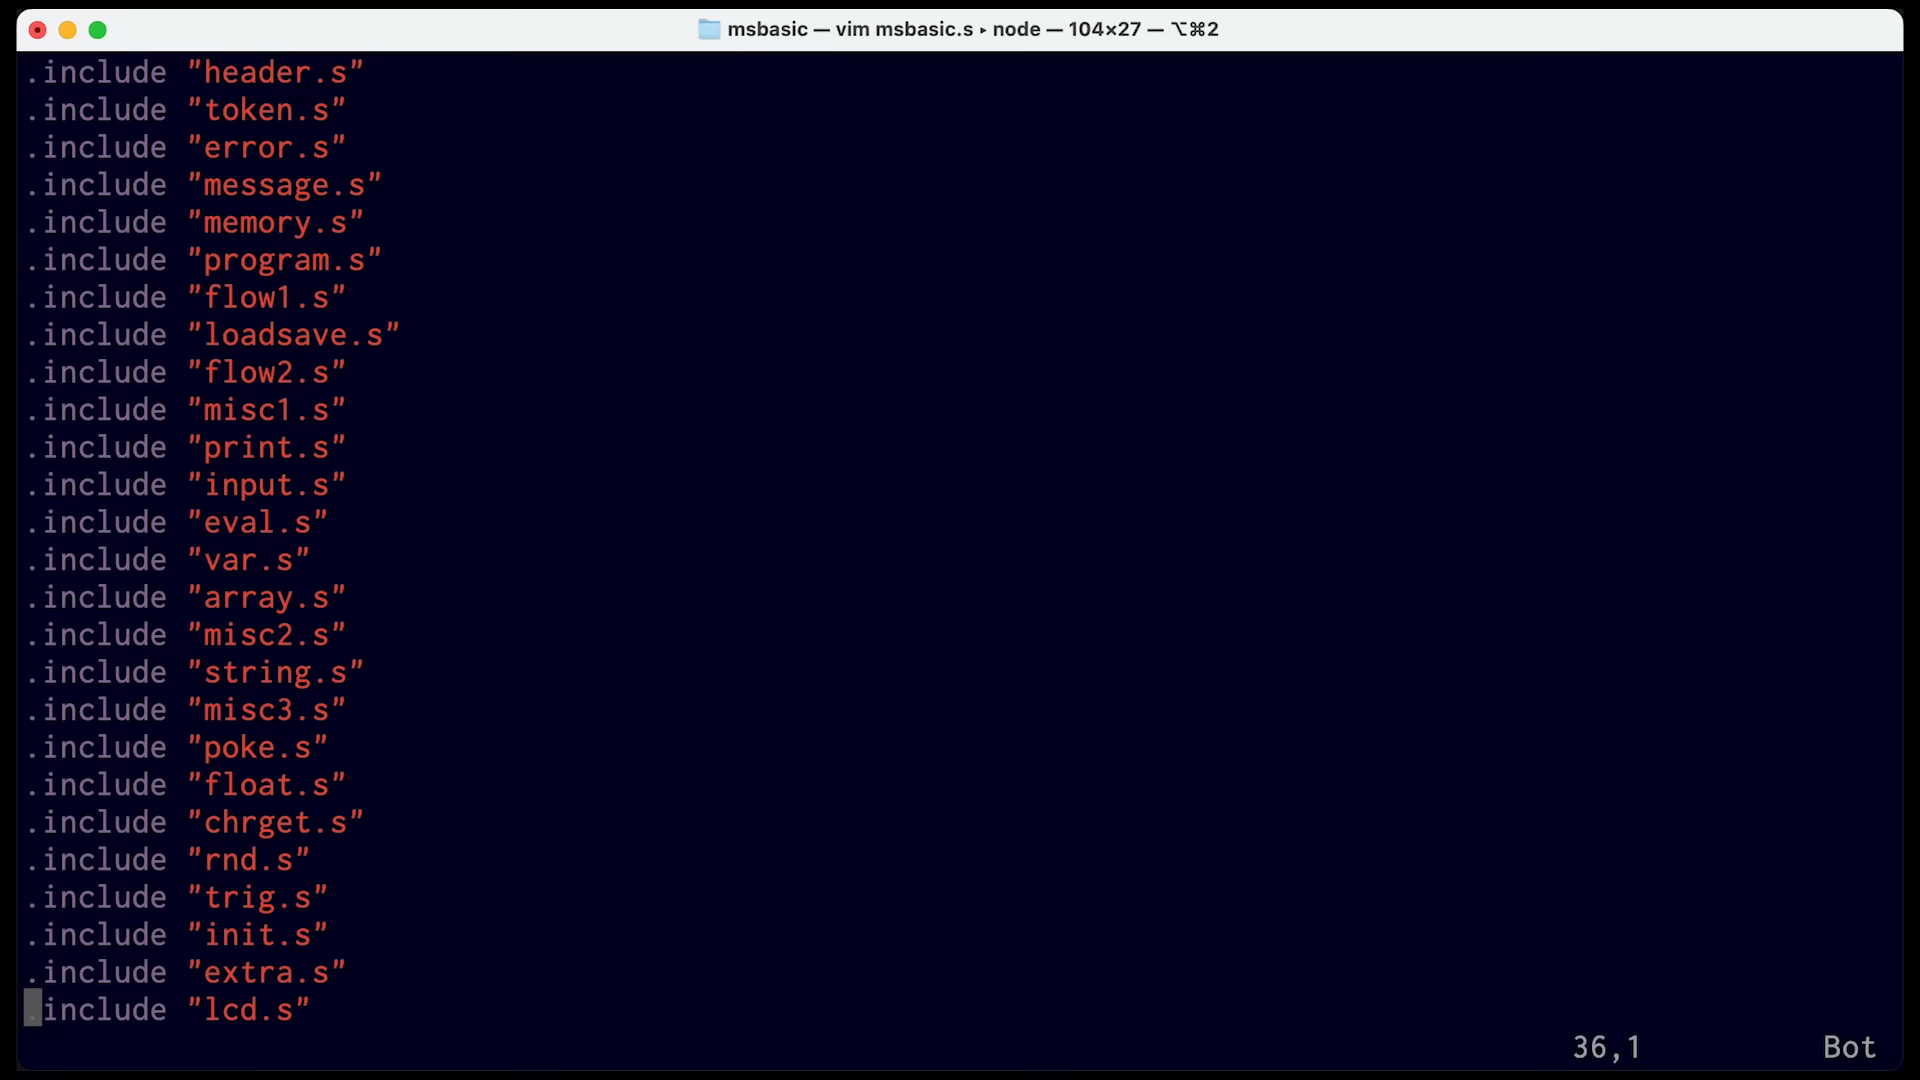 msbasic — vim msbasic.s ▸ node — 104×27 — ⌥⌘2
.include "header.s"
.include "token.s"
.include "error.s"
.include "message.s"
.include "memory.s"
.include "program.s"
.include "flow1.s"
.include "loadsave.s"
.include "flow2.s"
.include "misc1.s"
.include "print.s"
.include "input.s"
.include "eval.s"
.include "var.s"
.include "array.s"
.include "misc2.s"
.include "string.s"
.include "misc3.s"
.include "poke.s"
.include "float.s"
.include "chrget.s"
.include "rnd.s"
.include "trig.s"
.include "init.s"
.include "extra.s"
.include "lcd.s"
36,1 Bot